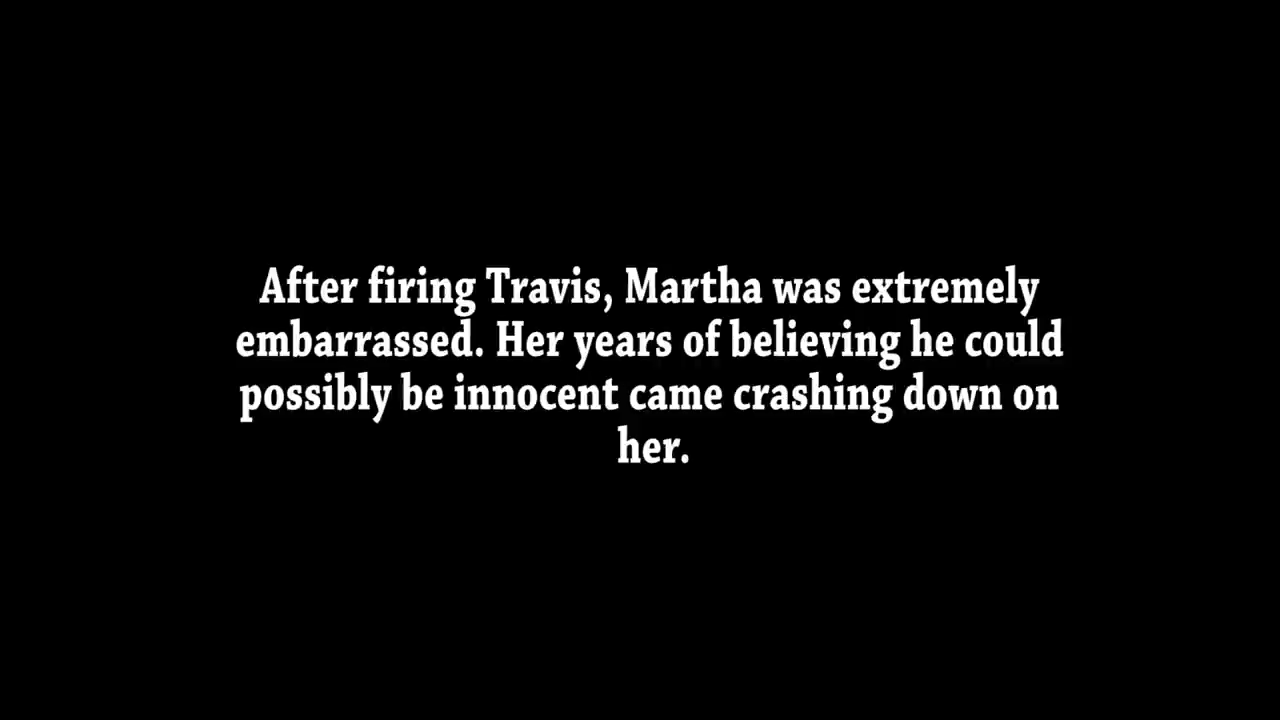 After firing Travis, Martha was extremely
embarrassed. Her years of believing he could
possibly be innocent came crashing down on
her.